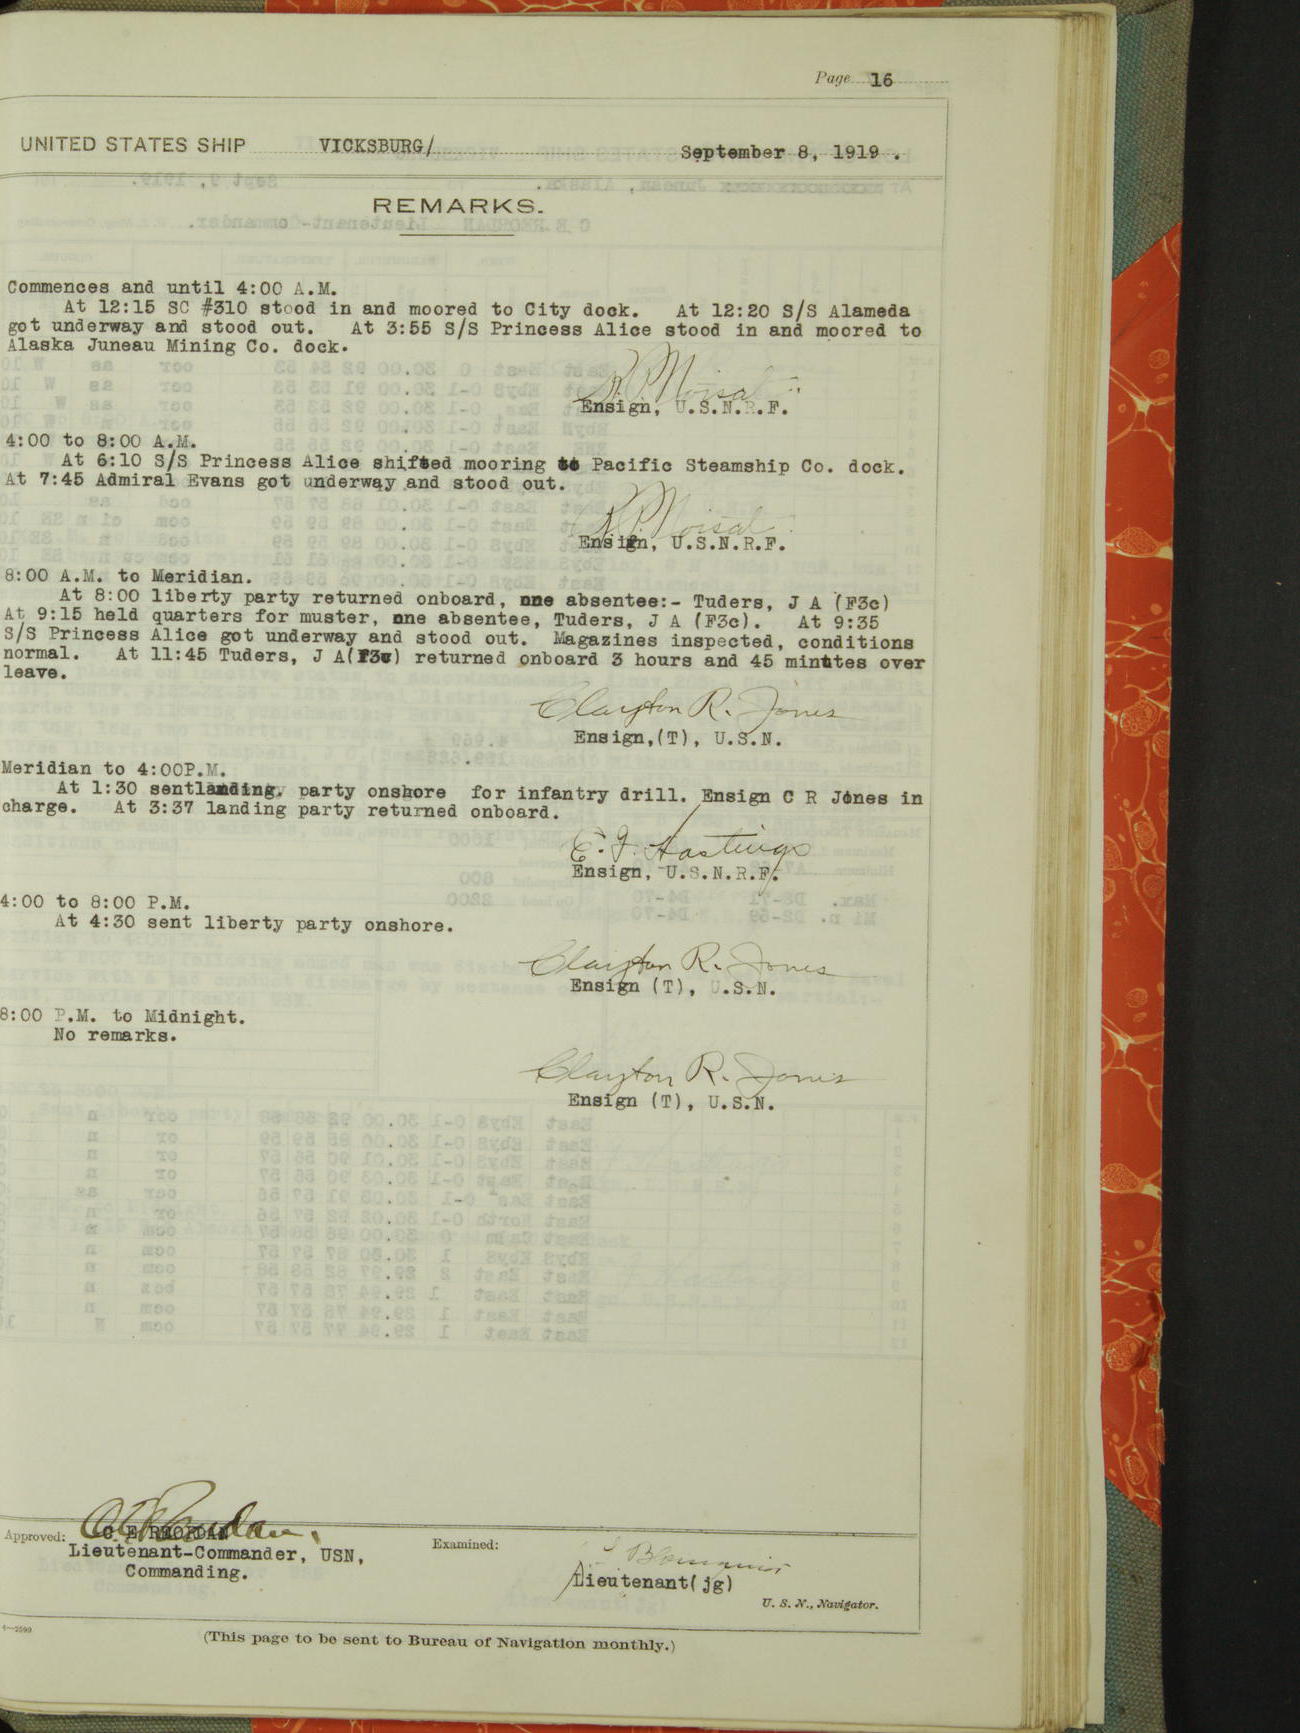 Page 16
UNITED STATES SHIP VICKSBURG/ September 8, 1919 .
REMARKS.
Commences and until 4:00 A.M.
At 12:15 SC #310 stood in and moored to City dock. At 12:20 S/S Alameda
got underway and stood out. At 3:55 S/S Princess Alice stood in and moored to
Alaska Juneau Mining Co. dock.
Ensign, U.S.N.R.F.
4:00 to 8:00 A.M.
At 6:10 S/S Princess Alice shifted mooring to Pacific Steamship Co. dock.
At 7:45 Admiral Evans got underway and stood out.
Ensign, U.S.N.R.F.
8:00 A.M. to Meridian.
At 8:00 liberty party returned onboard, one absentee:- Tuders, J A (F3c)
At 9:15 held quarters for muster, one absentee, Tuders, J A (F3c). At 9:35
S/S Princess Alice got underway and stood out. Magazines inspected, conditions
normal. At 11:45 Tuders, J A(F3c) returned onboard 3 hours and 45 minutes over
leave.
Clayton R. Jones
Ensign,(T), U.S.N.
Meridian to 4:00P.M.
At 1:30 sent landing party onshore for infantry drill. Ensign C R Jones in
charge. At 3:37 landing party returned onboard.
E. J. Hastings
Ensign, U.S.N.R.F.
4:00 to 8:00 P.M.
At 4:30 sent liberty party onshore.
Clayton R. Jones
Ensign (T), U.S.N.
8:00 P.M. to Midnight.
No remarks.
Clayton R. Jones
Ensign (T), U.S.N.
Approved: C E REORDAN
Lieutenant-Commander, USN,
Commanding.
Examined:
Lieutenant(jg)
U. S. N., Navigator.
(This page to be sent to Bureau of Navigation monthly.)